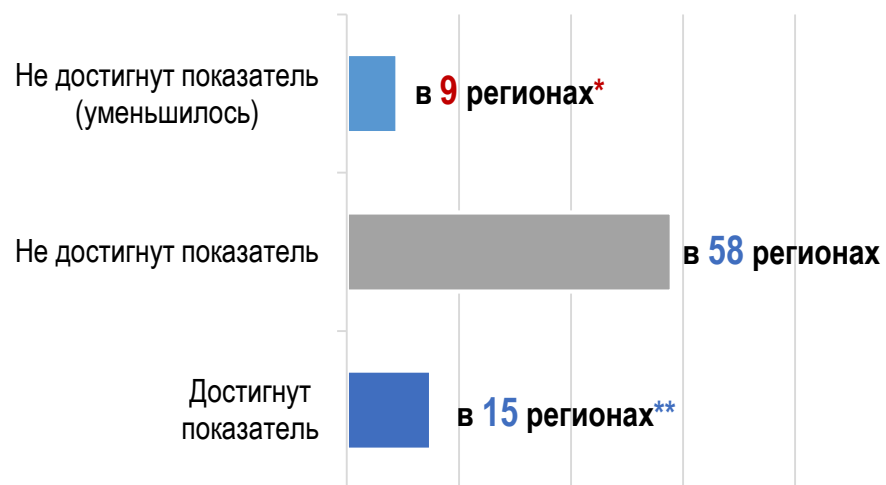 Не достигнут показатель
(уменьшилось)
в 9 регионах*
Не достигнут показатель
в 58 регионах
Достигнут
показатель
в 15 регионах**